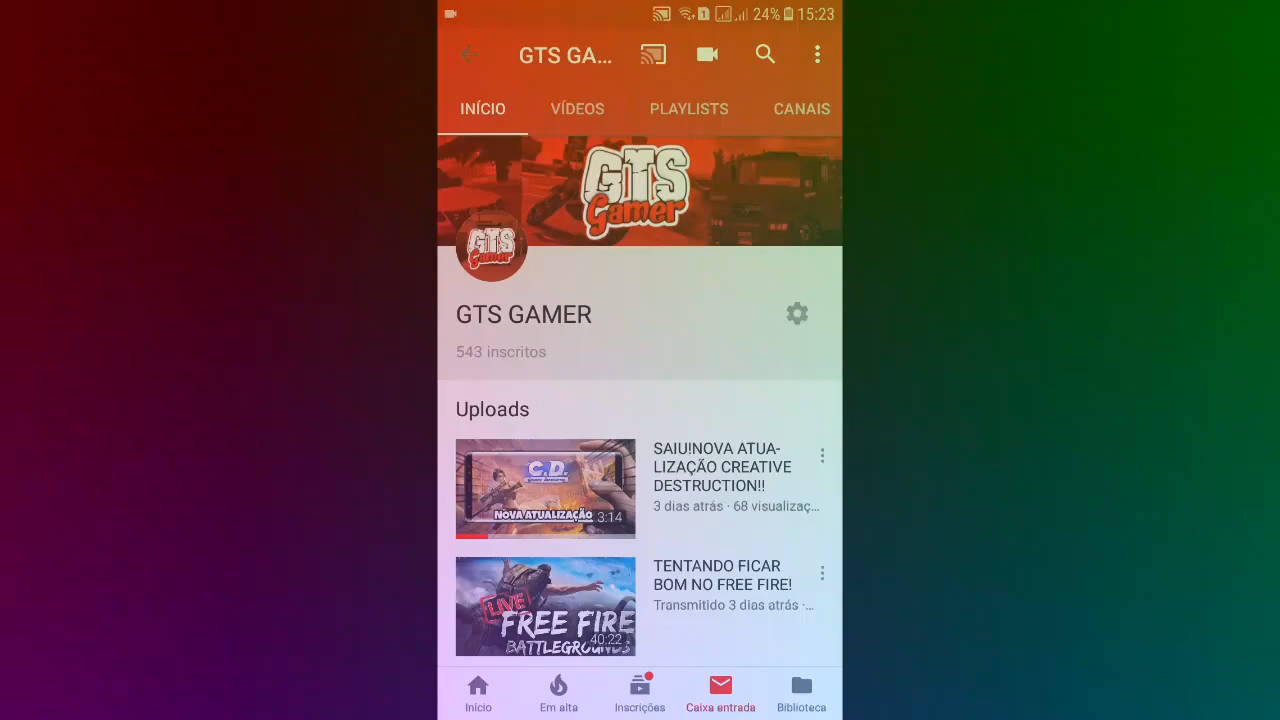 1 24% 15:23
GTS GA...
INÍCIO VÍDEOS PLAYLISTS CANAIS
GTS
Gamer
GTS
Gamer
GTS GAMER
543 inscritos
Uploads
C.D.
NOVA ATUALIZAÇÃO 3:14
SAIU!NOVA ATUA-
LIZAÇÃO CREATIVE
DESTRUCTION!!
3 dias atrás · 68 visualizaç...
LIVE
FREE FIRE
BATTLEGROUNDS
40:22
TENTANDO FICAR
BOM NO FREE FIRE!
Transmitido 3 dias atrás ·...
Início Em alta Inscrições Caixa entrada Biblioteca